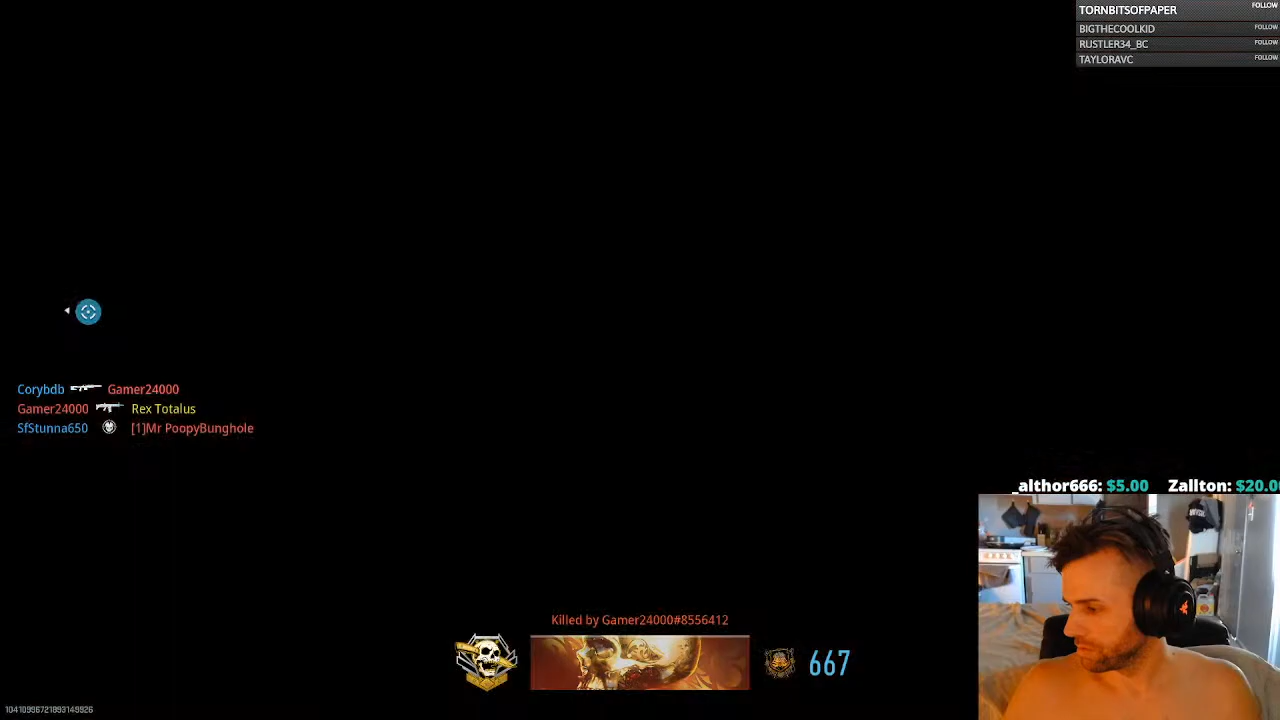 TORNBITSOFPAPER FOLLOW
BIGTHECOOLKID FOLLOW
RUSTLER34_BC FOLLOW
TAYLORAVC FOLLOW
Corybdb Gamer24000
Gamer24000 Rex Totalus
SfStunna650 [1]Mr PoopyBunghole
_althor666: $5.00 Zallton: $20.00
Killed by Gamer24000#8556412
667
10410996721893149926